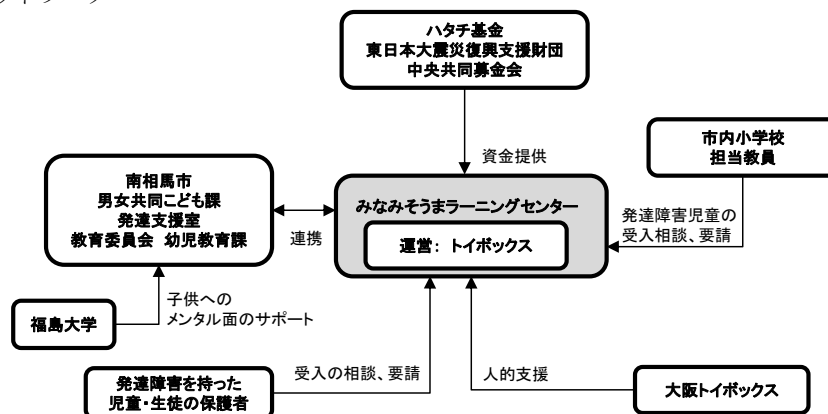 ハタチ基金
東日本大震災復興支援財団
中央共同募金会
資金提供
市内小学校
担当教員
南相馬市
男女共同こども課
発達支援室
教育委員会 幼児教育課
連携
みなみそうまラーニングセンター
運営: トイボックス
発達障害児童の
受入相談、要請
福島大学
子供への
メンタル面のサポート
発達障害を持った
児童・生徒の保護者
受入の相談、要請
人的支援
大阪トイボックス